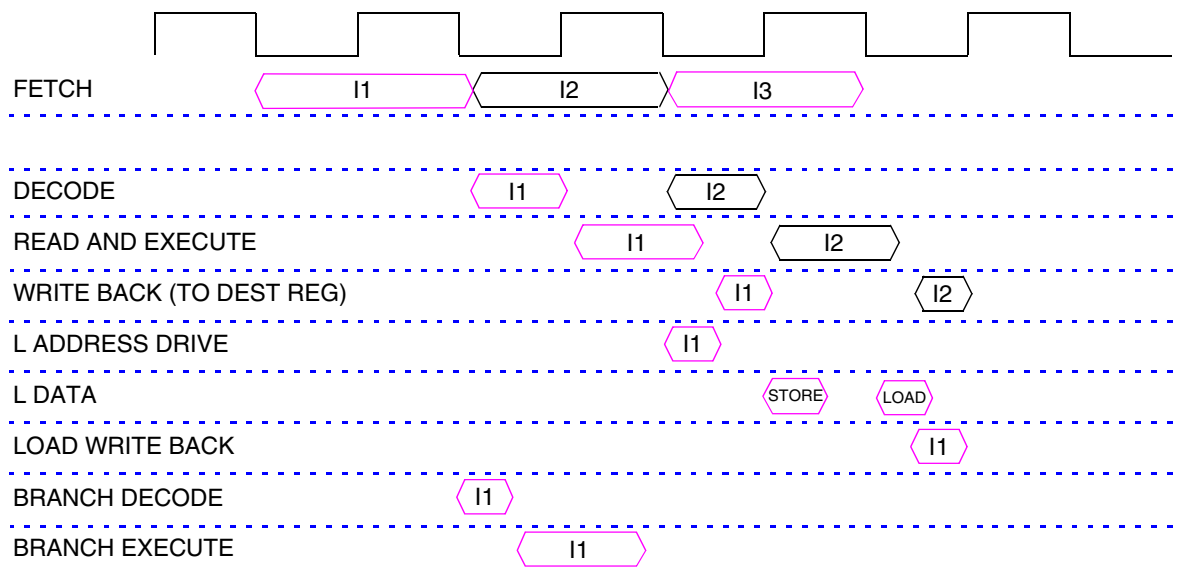 FETCH I1 I2 I3
DECODE I1 I2
READ AND EXECUTE I1 I2
WRITE BACK (TO DEST REG) I1 I2
L ADDRESS DRIVE I1
L DATA STORE LOAD
LOAD WRITE BACK I1
BRANCH DECODE I1
BRANCH EXECUTE I1